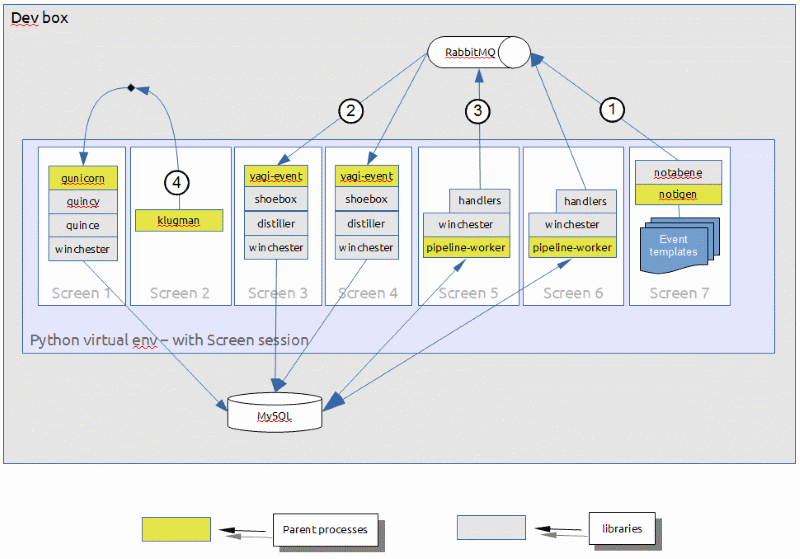 Dev box
RabbitMQ
2
3
1
4
gunicorn
quincy
quince
winchester
Screen 1
klugman
Screen 2
yagi-event
shoebox
distiller
winchester
Screen 3
yagi-event
shoebox
distiller
winchester
Screen 4
handlers
winchester
pipeline-worker
Screen 5
handlers
winchester
pipeline-worker
Screen 6
notabene
notigen
Event
templates
Screen 7
Python virtual env – with Screen session
MySQL
Parent processes
libraries